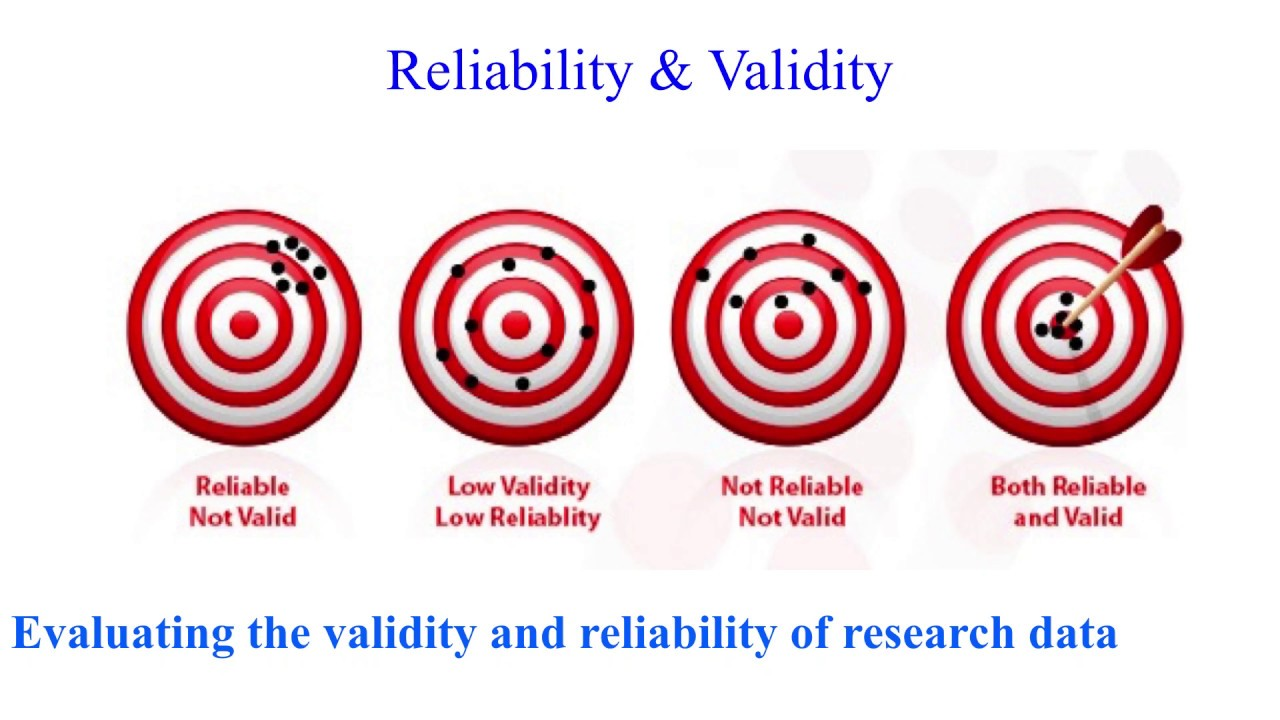 Reliability & Validity
Reliable
Not Valid
Low Validity
Low Reliablity
Not Reliable
Not Valid
Both Reliable
and Valid
Evaluating the validity and reliability of research data